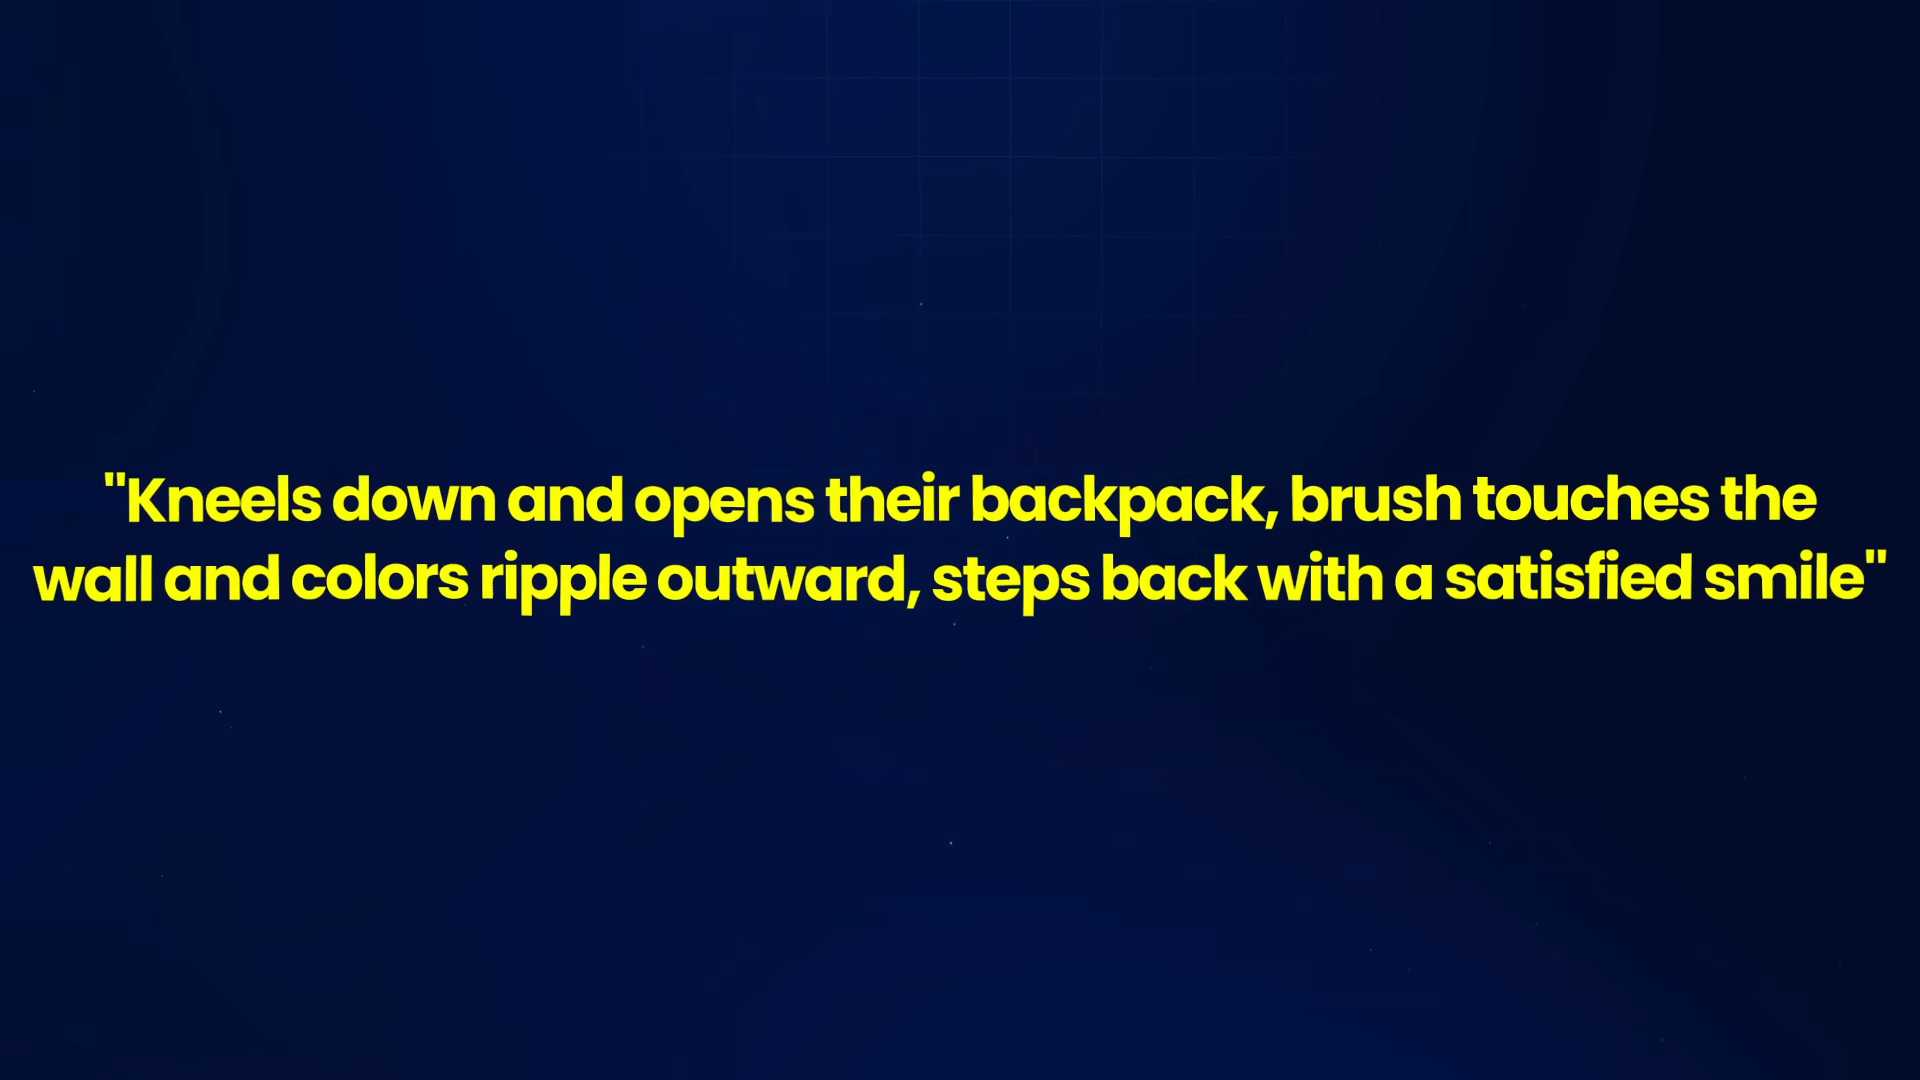 "Kneels down and opens their backpack, brush touches the
wall and colors ripple outward, steps back with a satisfied smile"